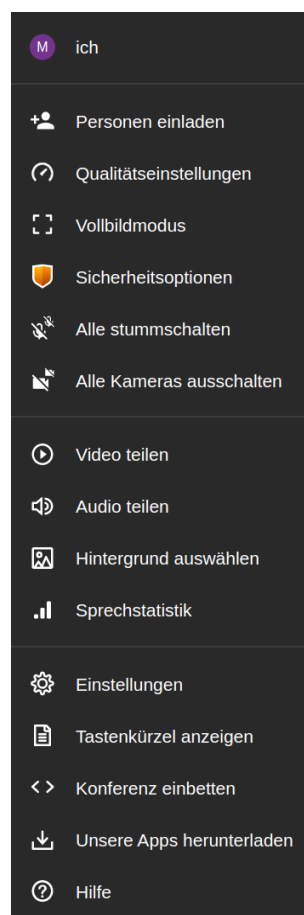 M ich
Personen einladen
Qualitätseinstellungen
Vollbildmodus
Sicherheitsoptionen
Alle stummschalten
Alle Kameras ausschalten
Video teilen
Audio teilen
Hintergrund auswählen
Sprechstatistik
Einstellungen
Tastenkürzel anzeigen
Konferenz einbetten
Unsere Apps herunterladen
Hilfe